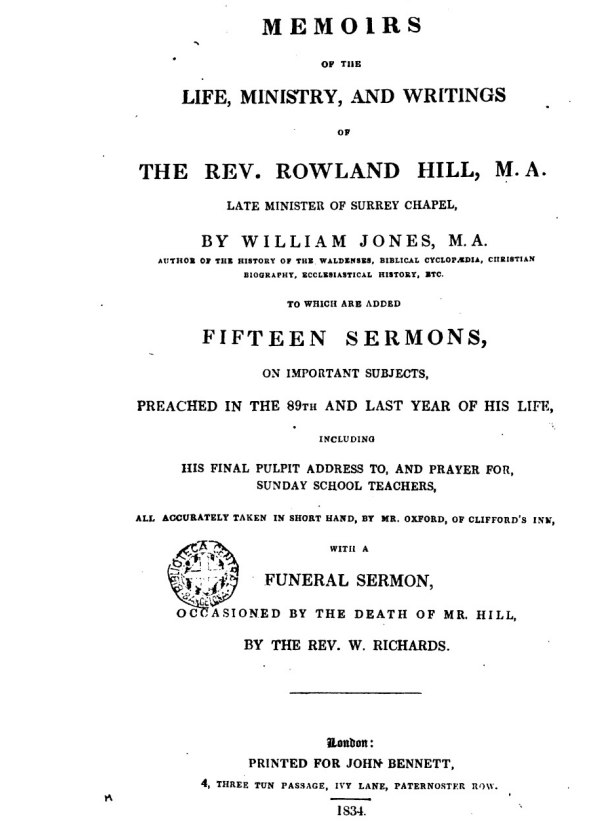 MEMOIRS
OF THE
LIFE, MINISTRY, AND WRITINGS
OF
THE REV. ROWLAND HILL, M. A.
LATE MINISTER OF SURREY CHAPEL,
BY WILLIAM JONES, M. A.
AUTHOR OF THE HISTORY OF THE WALDENSES, BIBLICAL CYCLOPÆDIA, CHRISTIAN
BIOGRAPHY, ECCLESIASTICAL HISTORY, ETC.
TO WHICH ARE ADDED
FIFTEEN SERMONS,
ON IMPORTANT SUBJECTS,
PREACHED IN THE 89TH AND LAST YEAR OF HIS LIFE,
INCLUDING
HIS FINAL PULPIT ADDRESS TO, AND PRAYER FOR,
SUNDAY SCHOOL TEACHERS,
ALL ACCURATELY TAKEN IN SHORT HAND, BY MR. OXFORD, OF CLIFFORD'S INN,
WITH A
BIBLIOTECA CENTRAL
BARCELONA
FUNERAL SERMON,
OCCASIONED BY THE DEATH OF MR. HILL,
BY THE REV. W. RICHARDS.
London:
PRINTED FOR JOHN BENNETT,
4, THREE TUN PASSAGE, IVY LANE, PATERNOSTER ROW.
1834.